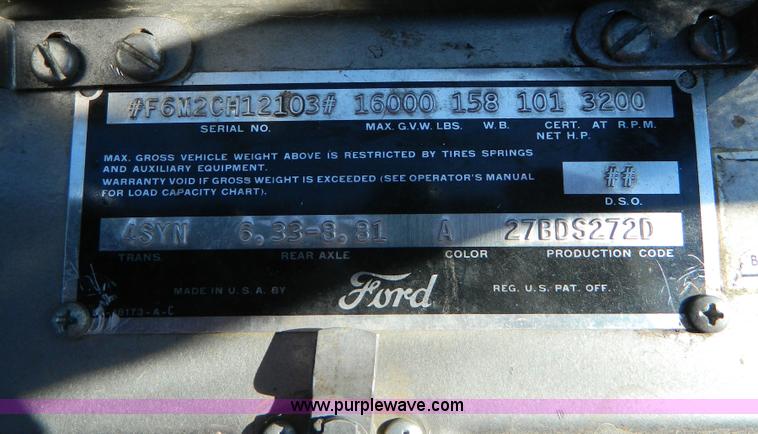 #F6M2CH12103# 16000 158 101 3200
SERIAL NO. MAX. G.V.W. LBS. W.B. CERT. AT R.P.M.
NET H.P.
MAX. GROSS VEHICLE WEIGHT ABOVE IS RESTRICTED BY TIRES SPRINGS
AND AUXILIARY EQUIPMENT.
WARRANTY VOID IF GROSS WEIGHT IS EXCEEDED (SEE OPERATOR'S MANUAL
FOR LOAD CAPACITY CHART).
##
D.S.O.
4SYN 6.33-8.81 A 27BDS272D
TRANS. REAR AXLE COLOR PRODUCTION CODE
MADE IN U.S.A. BY Ford REG. U.S. PAT. OFF.
www.purplewave.com